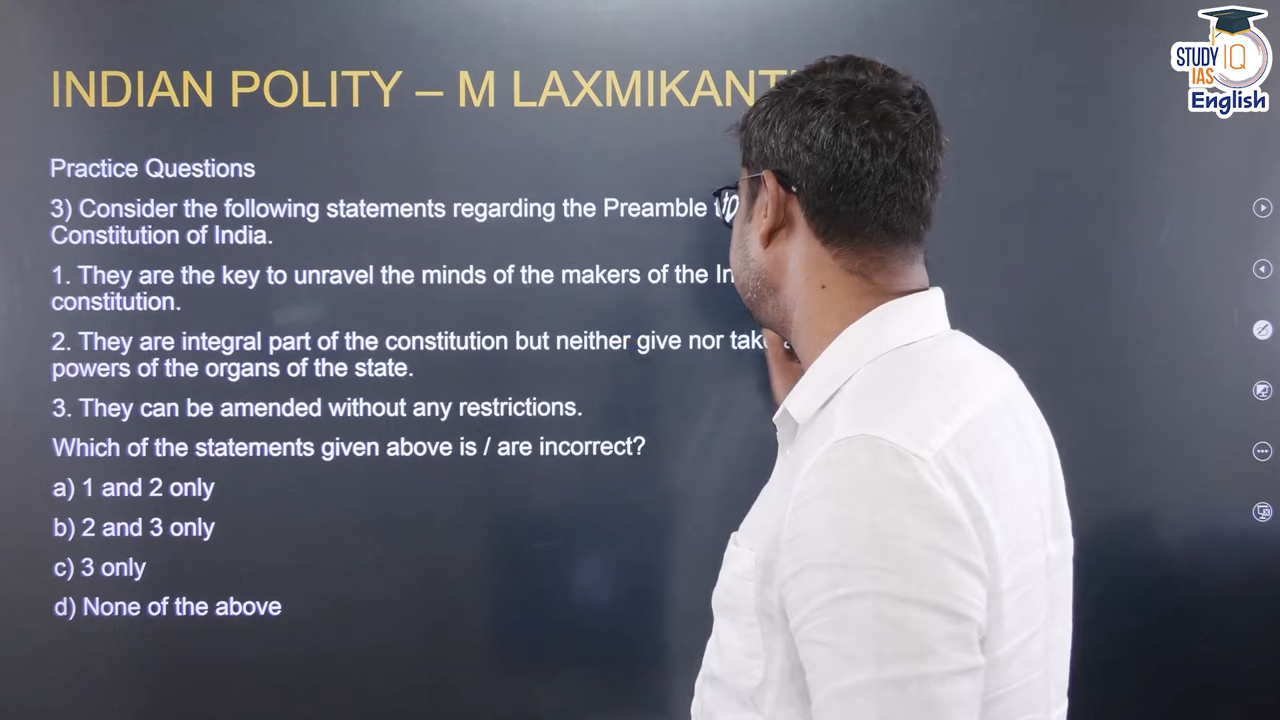 INDIAN POLITY – M LAXMIKANT
STUDY IQ
IAS
English
Practice Questions
3) Consider the following statements regarding the Preamble to
Constitution of India.
1. They are the key to unravel the minds of the makers of the
constitution.
2. They are integral part of the constitution but neither give nor
powers of the organs of the state.
3. They can be amended without any restrictions.
Which of the statements given above is / are incorrect?
a) 1 and 2 only
b) 2 and 3 only
c) 3 only
d) None of the above